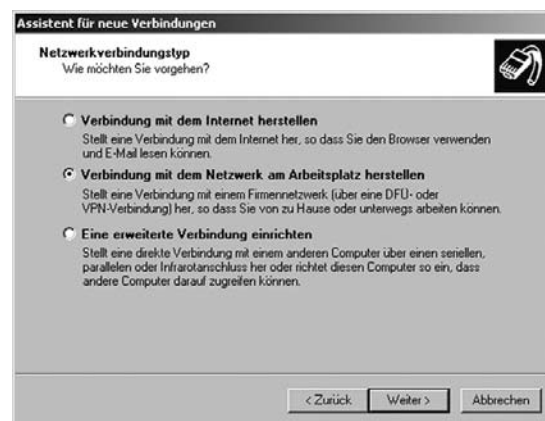 Assistent für neue Verbindungen
Netzwerkverbindungstyp
Wie möchten Sie vorgehen?
Verbindung mit dem Internet herstellen
Stellt eine Verbindung mit dem Internet her, so dass Sie den Browser verwenden
und E-Mail lesen können.
Verbindung mit dem Netzwerk am Arbeitsplatz herstellen
Stellt eine Verbindung mit einem Firmennetzwerk (über eine DFÜ- oder
VPN-Verbindung) her, so dass Sie von zu Hause oder unterwegs arbeiten können.
Eine erweiterte Verbindung einrichten
Stellt eine direkte Verbindung mit einem anderen Computer über einen seriellen,
parallelen oder Infrarotanschluss her oder richtet diesen Computer so ein, dass
andere Computer darauf zugreifen können.
< Zurück Weiter > Abbrechen